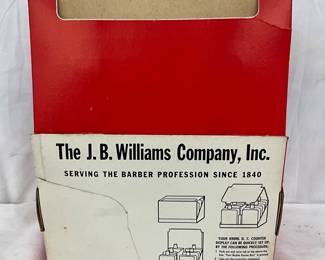 The J. B. Williams Company, Inc.
SERVING THE BARBER PROFESSION SINCE 1840
YOUR KREML H. C. COUNTER
DISPLAY CAN BE QUICKLY SET UP,
BY THE FOLLOWING PROCEDURE.